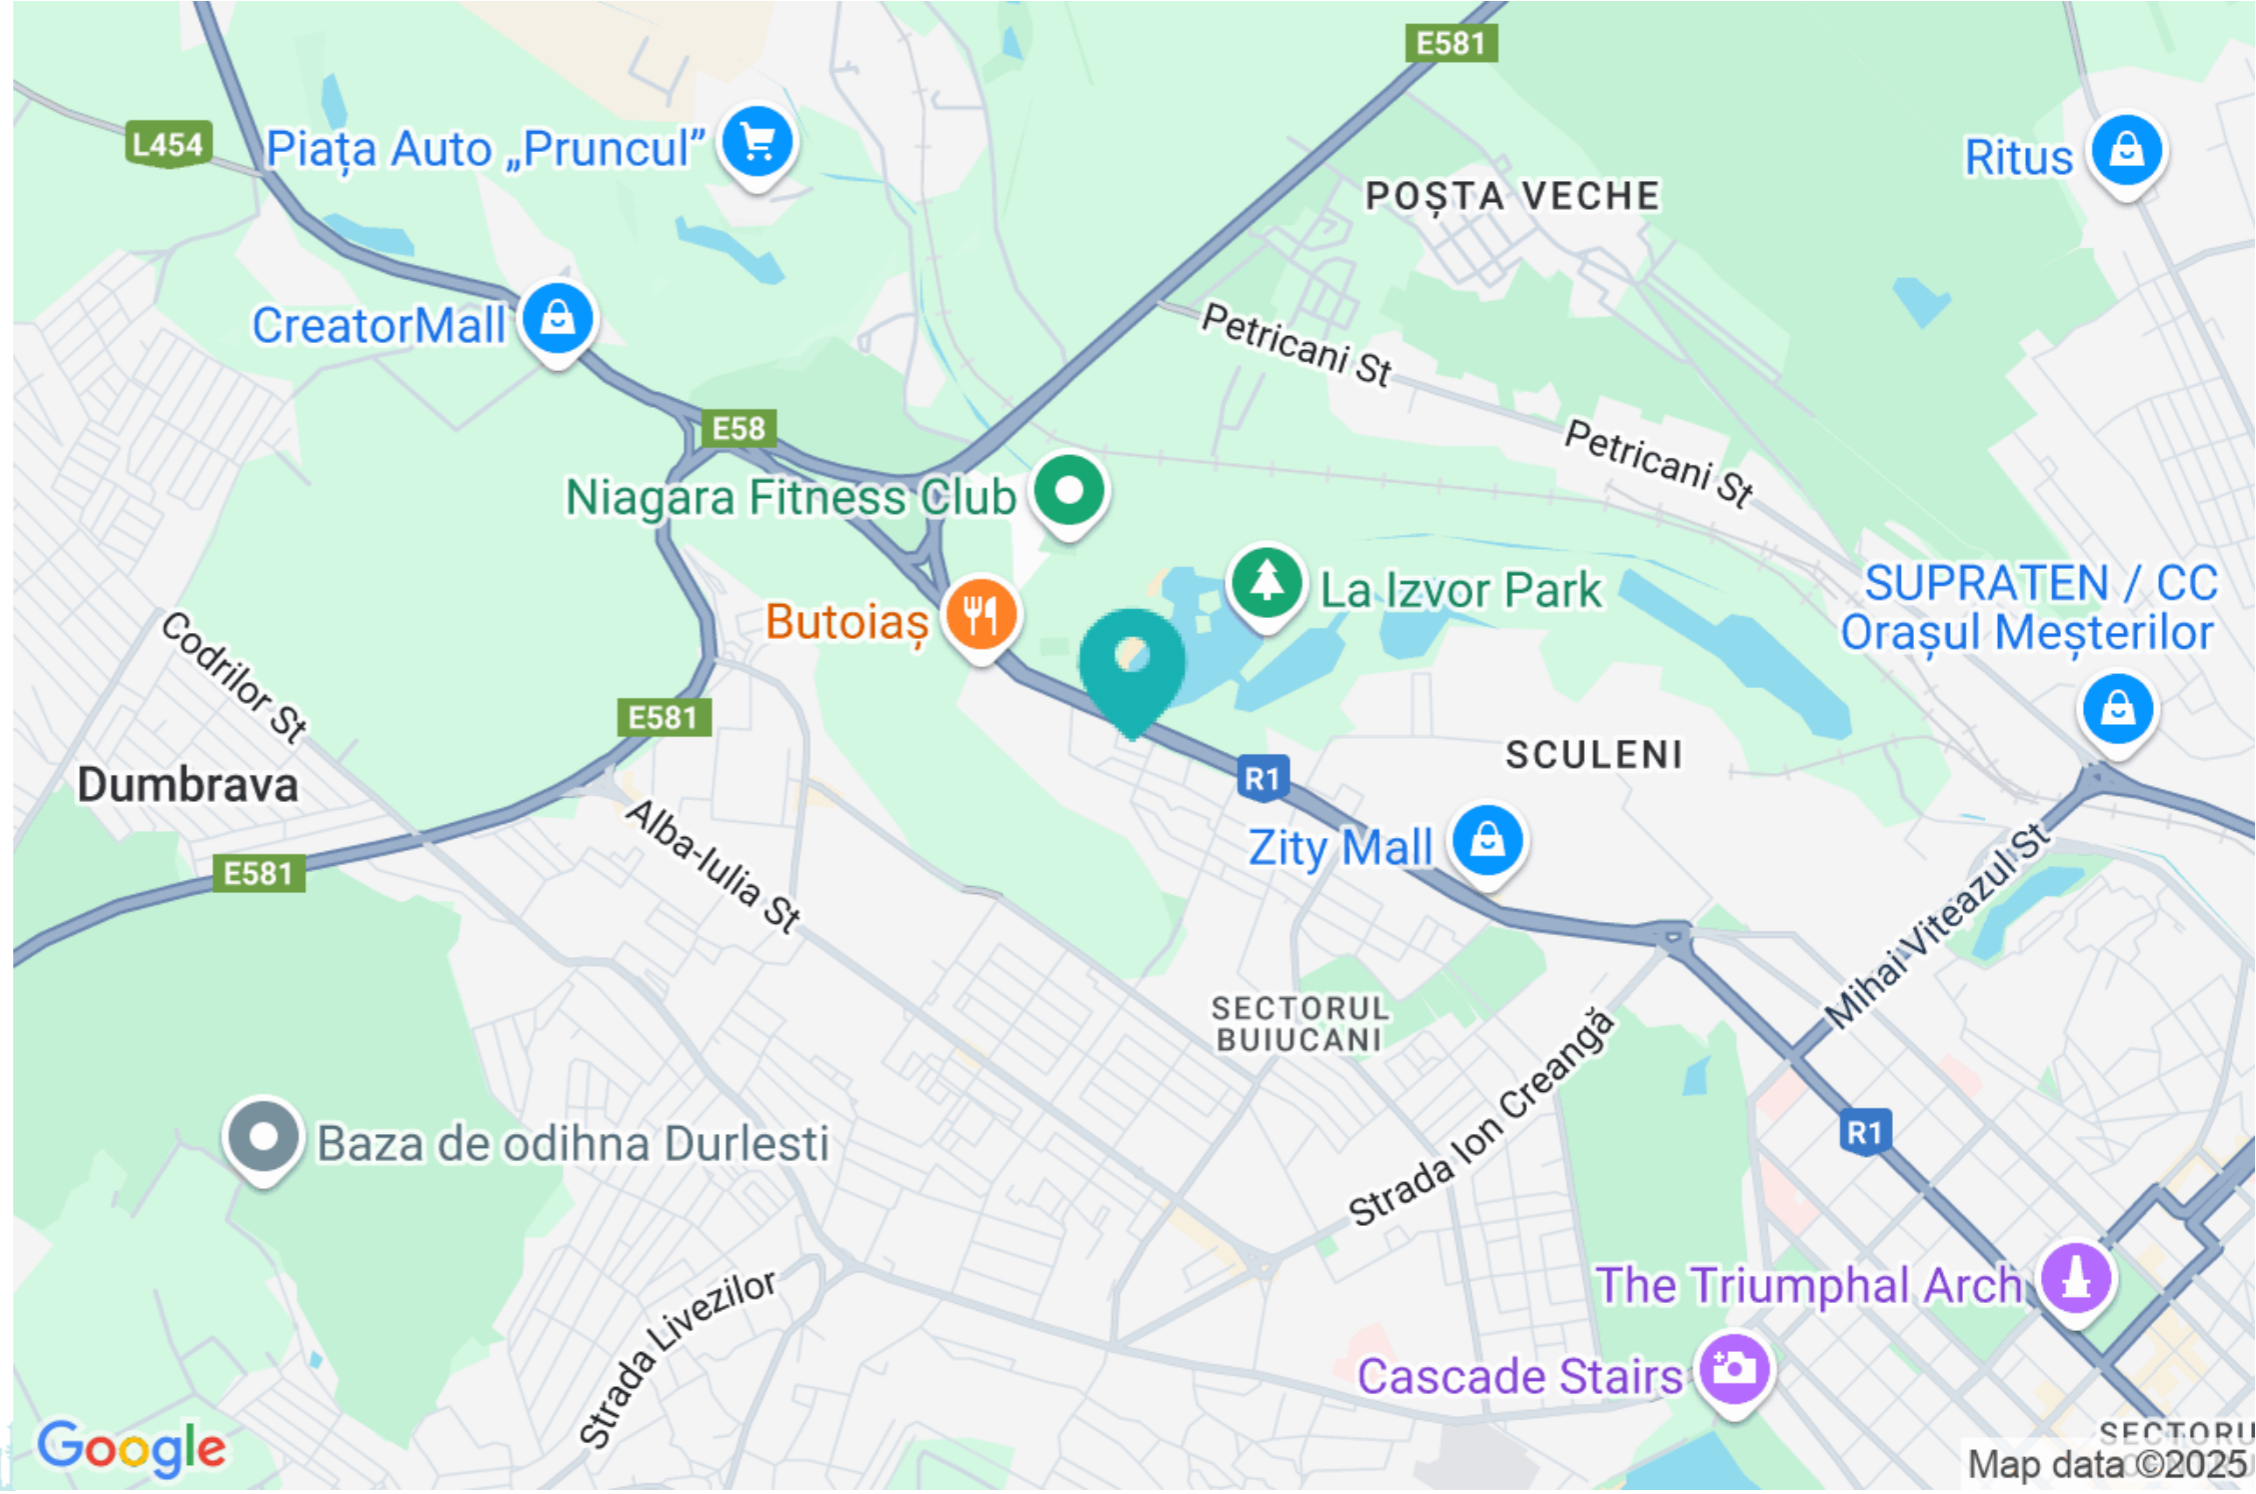 E581
L454
Piața Auto „Pruncul”
POȘTA VECHE
Ritus
CreatorMall
Petricani St
E58
Petricani St
Niagara Fitness Club
La Izvor Park
SUPRATEN / CC
Orașul Meșterilor
Butoiaș
Codrilor St
E581
SCULENI
Dumbrava
R1
Alba-Iulia St
Zity Mall
E581
Mihai Viteazul St
SECTORUL
BUIUCANI
Strada Ion Creangă
R1
Baza de odihna Durlesti
The Triumphal Arch
Strada Livezilor
Cascade Stairs
SECTORU
Google
Map data ©2025